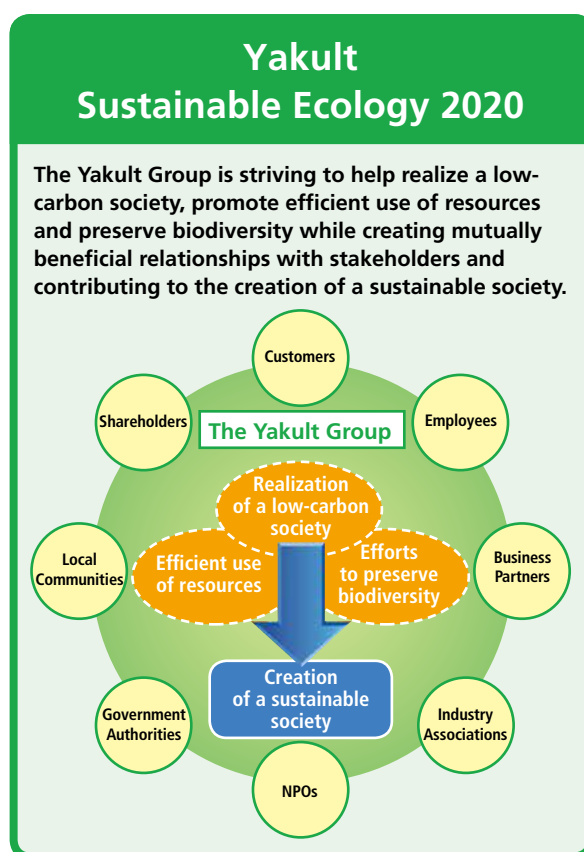 Yakult
Sustainable Ecology 2020
The Yakult Group is striving to help realize a low-
carbon society, promote efficient use of resources
and preserve biodiversity while creating mutually
beneficial relationships with stakeholders and
contributing to the creation of a sustainable society.
Customers
Shareholders
Employees
The Yakult Group
Realization
of a low-carbon
society
Efficient use
of resources
Efforts
to preserve
biodiversity
Local
Communities
Business
Partners
Creation
of a sustainable
society
Government
Authorities
Industry
Associations
NPOs